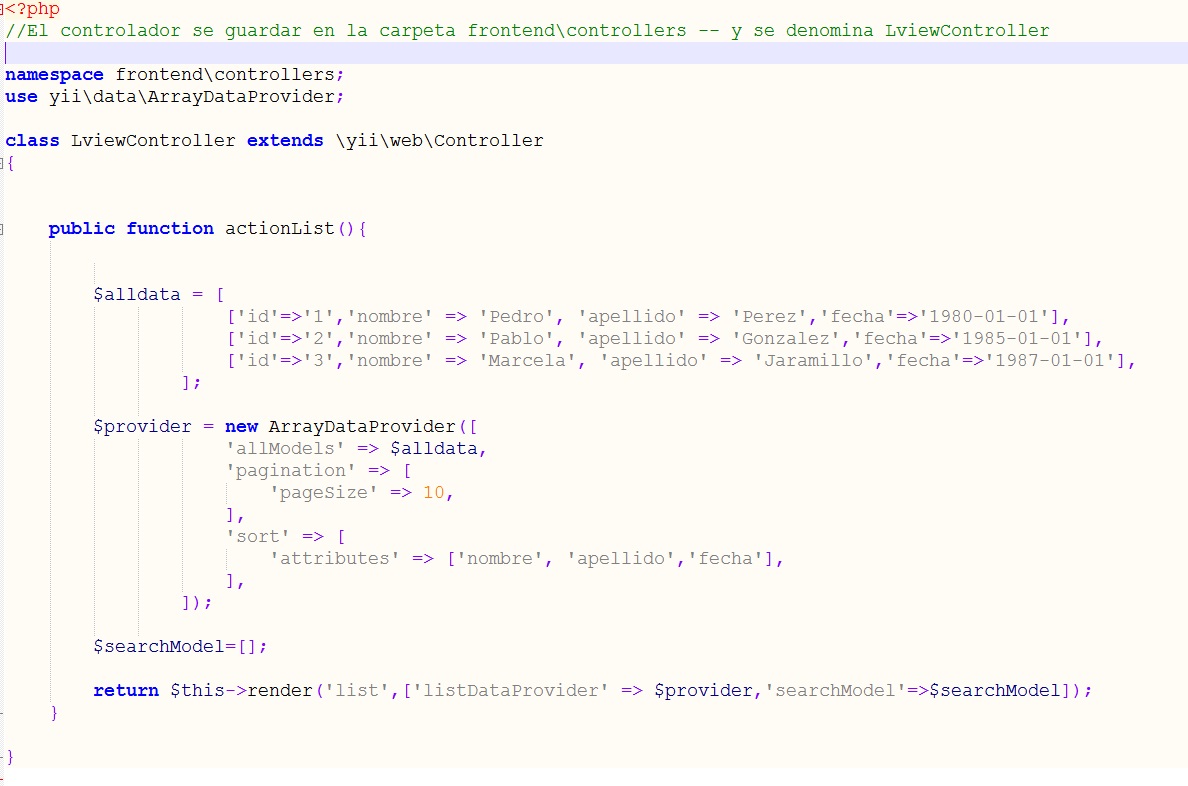 <?php
//El controlador se guardar en la carpeta frontend\controllers -- y se denomina LviewController
namespace frontend\controllers;
use yii\data\ArrayDataProvider;
class LviewController extends \yii\web\Controller
{
public function actionList(){
$alldata = [
['id'=>'1','nombre' => 'Pedro', 'apellido' => 'Perez','fecha'=>'1980-01-01'],
['id'=>'2','nombre' => 'Pablo', 'apellido' => 'Gonzalez','fecha'=>'1985-01-01'],
['id'=>'3','nombre' => 'Marcela', 'apellido' => 'Jaramillo','fecha'=>'1987-01-01'],
];
$provider = new ArrayDataProvider([
'allModels' => $alldata,
'pagination' => [
'pageSize' => 10,
],
'sort' => [
'attributes' => ['nombre', 'apellido','fecha'],
],
]);
$searchModel=[];
return $this->render('list',['listDataProvider' => $provider,'searchModel'=>$searchModel]);
}
}